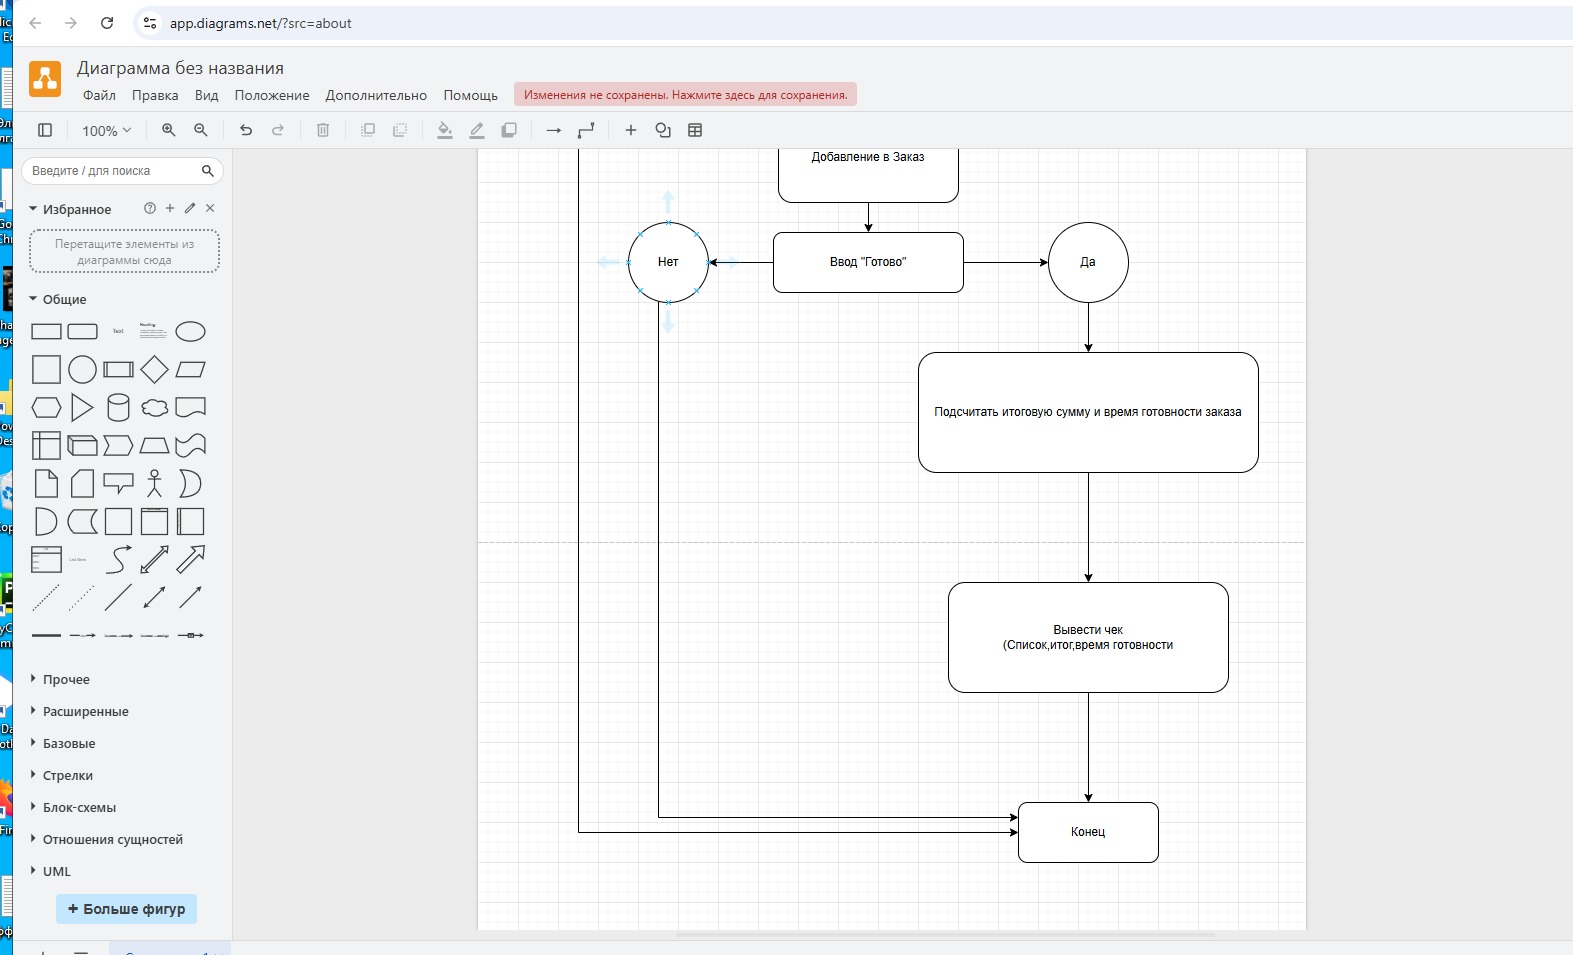 app.diagrams.net/?src=about
Диаграмма без названия
Файл Правка Вид Положение Дополнительно Помощь
Изменения не сохранены. Нажмите здесь для сохранения.
100%
Введите / для поиска
Избранное
Перетащите элементы из
диаграммы сюда
Общие
Text
Heading
List Item
Прочее
Расширенные
Базовые
Стрелки
Блок-схемы
Отношения сущностей
UML
+ Больше фигур
Добавление в Заказ
Нет
Ввод "Готово"
Да
Подсчитать итоговую сумму и время готовности заказа
Вывести чек
(Список,итог,время готовности
Конец